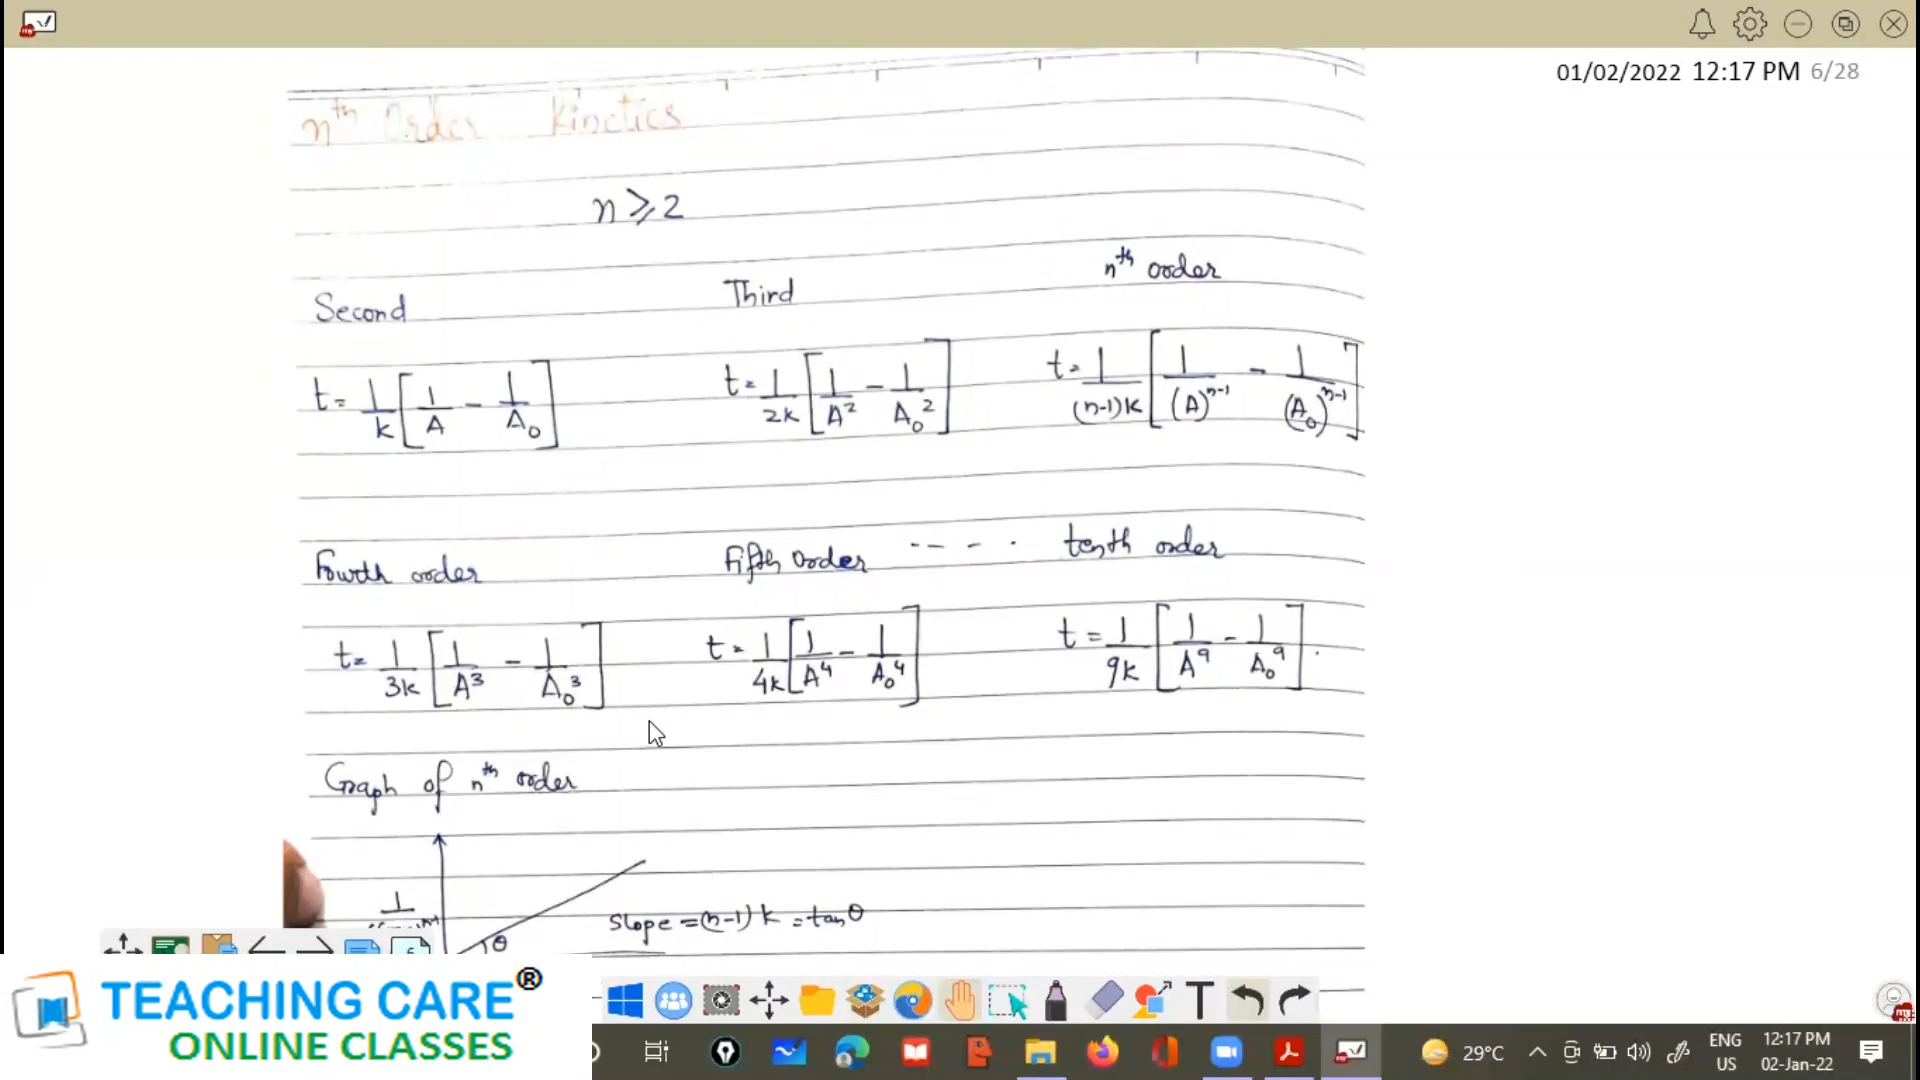 01/02/2022 12:17 PM 6/28
nth Order Kinetics
n ⩾ 2
Second Third nth order
t = 1/k [1/A - 1/A₀] t = 1/2k [1/A² - 1/A₀²] t = 1/(n-1)k [1/(A)ⁿ⁻¹ - 1/(A₀)ⁿ⁻¹]
Fourth order Fifth order ---- tenth order
t = 1/3k [1/A³ - 1/A₀³] t = 1/4k [1/A⁴ - 1/A₀⁴] t = 1/9k [1/A⁹ - 1/A₀⁹].
Graph of nth order
Slope = (n-1) k = tanθ
θ
TEACHING CARE®
ONLINE CLASSES
29°C
ENG
US
12:17 PM
02-Jan-22